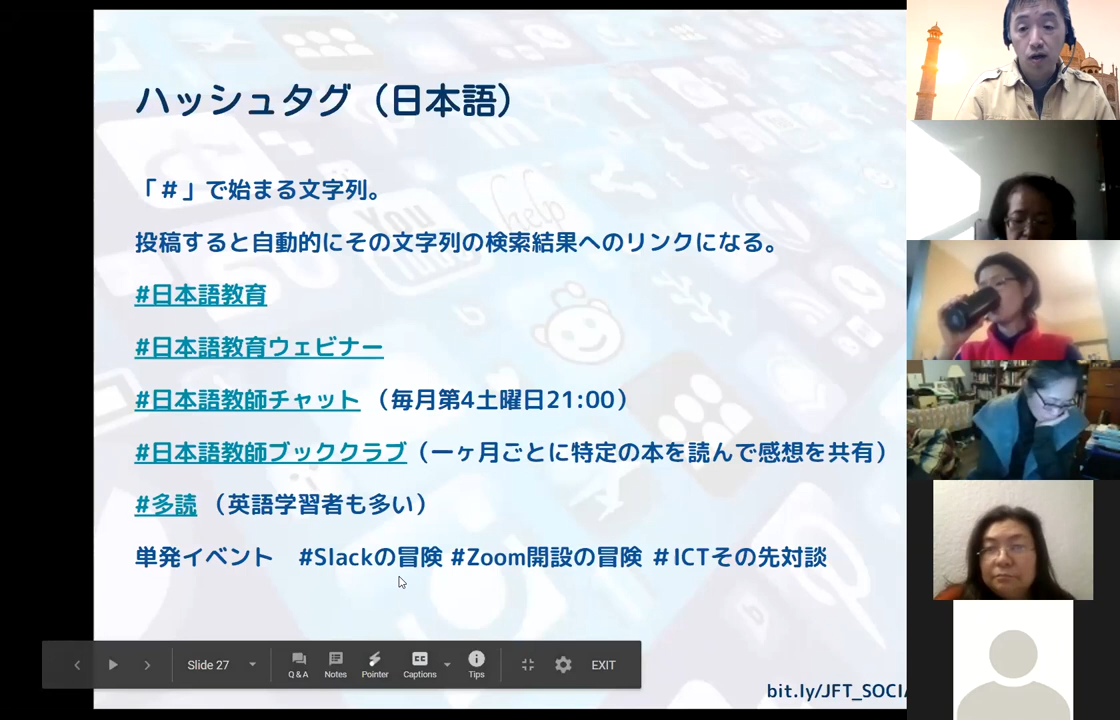 ハッシュタグ（日本語）
「＃」で始まる文字列。
投稿すると自動的にその文字列の検索結果へのリンクになる。
#日本語教育
#日本語教育ウェビナー
#日本語教師チャット（毎月第4土曜日21:00）
#日本語教師ブッククラブ（一ヶ月ごとに特定の本を読んで感想を共有）
#多読（英語学習者も多い）
単発イベント　#Slackの冒険 #Zoom開設の冒険 ＃ICTその先対談
Slide 27
Q & A
Notes
Pointer
Captions
Tips
EXIT
bit.ly/JFT_SOCI
You
help